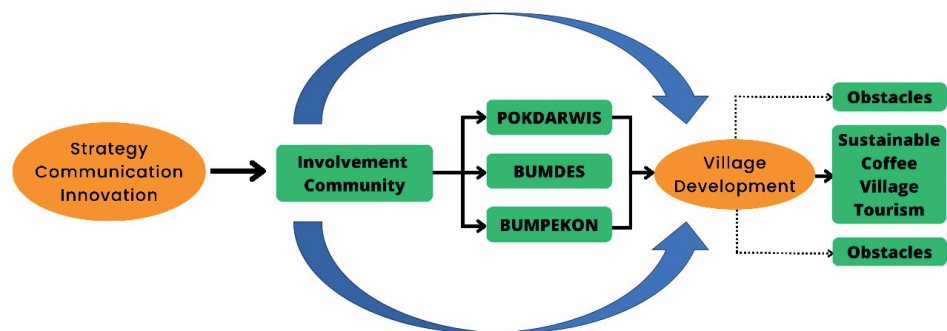 Strategy
Communication
Innovation
Involvement
Community
POKDARWIS
BUMDES
BUMPEKON
Village
Development
Obstacles
Sustainable
Coffee
Village
Tourism
Obstacles